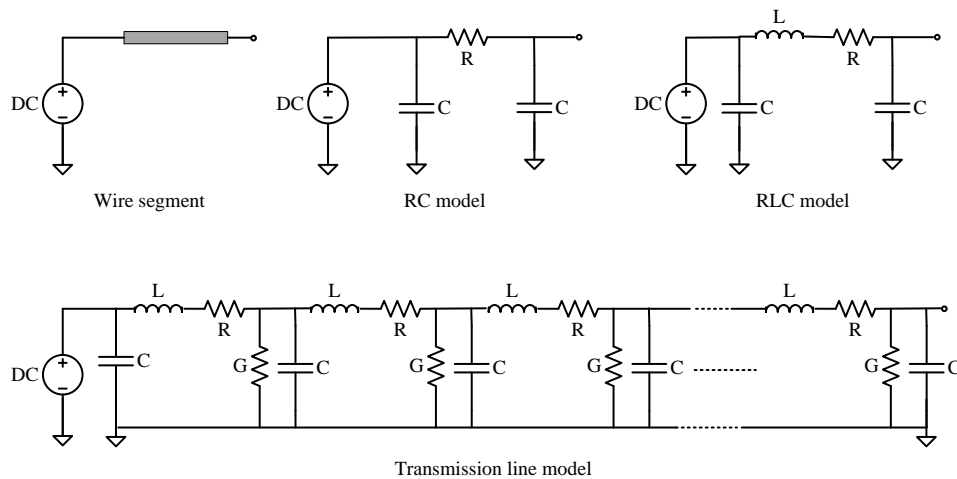 L
R
R
DC
+
−
C
C
DC
+
−
C
C
DC
+
−
C
C
Wire segment
RC model
RLC model
L
L
L
L
R
R
R
R
DC
+
−
C
G
C
G
C
G
C
G
C
Transmission line model